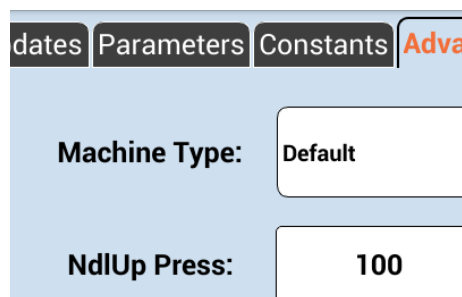 dates Parameters Constants Adva
Machine Type: Default
NdlUp Press: 100